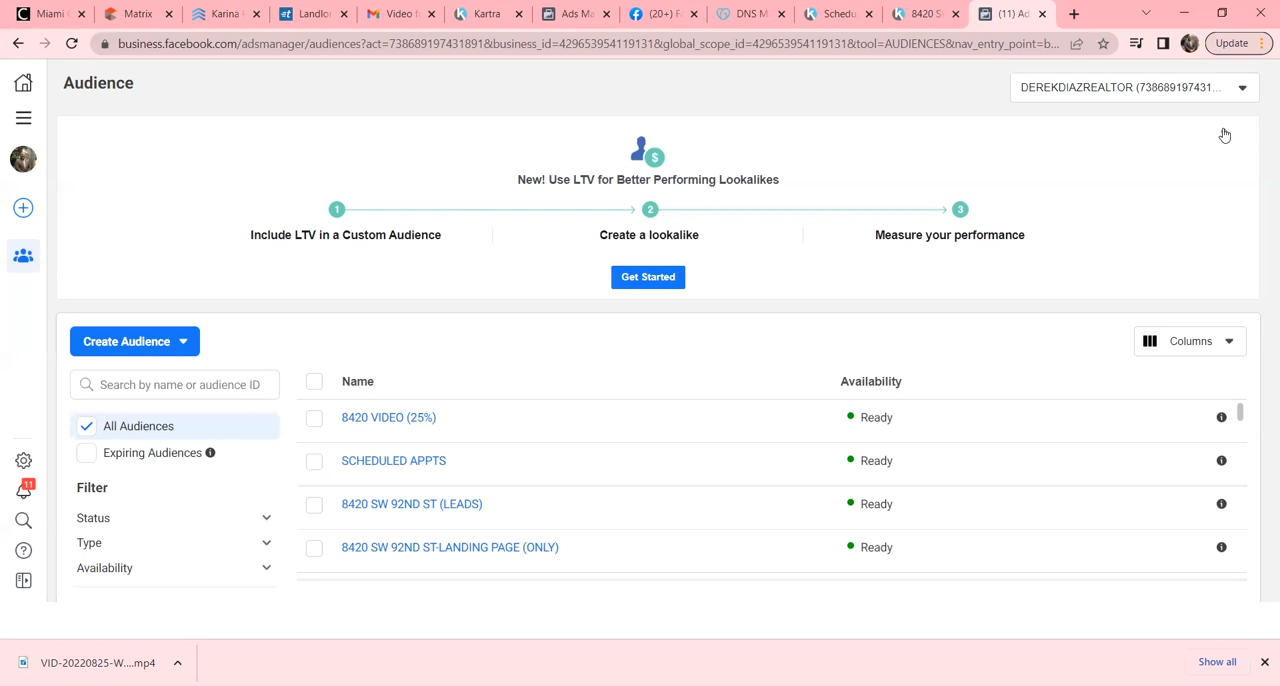 Miami C
Matrix
Karina
Landlor
Video f
Kartra
Ads Ma
(20+) F
DNS M
Schedu
8420 S
(11) Ad
business.facebook.com/adsmanager/audiences?act=738689197431891&business_id=429653954119131&global_scope_id=429653954119131&tool=AUDIENCES&nav_entry_point=b...
Update
Audience
DEREKDIAZREALTOR (738689197431...
$
New! Use LTV for Better Performing Lookalikes
1 2 3
Include LTV in a Custom Audience
Create a lookalike
Measure your performance
Get Started
Create Audience
Columns
Search by name or audience ID
Name
Availability
All Audiences
8420 VIDEO (25%)
Ready
Expiring Audiences
SCHEDULED APPTS
Ready
Filter
8420 SW 92ND ST (LEADS)
Ready
Status
Type
8420 SW 92ND ST-LANDING PAGE (ONLY)
Ready
Availability
11
VID-20220825-W....mp4
Show all